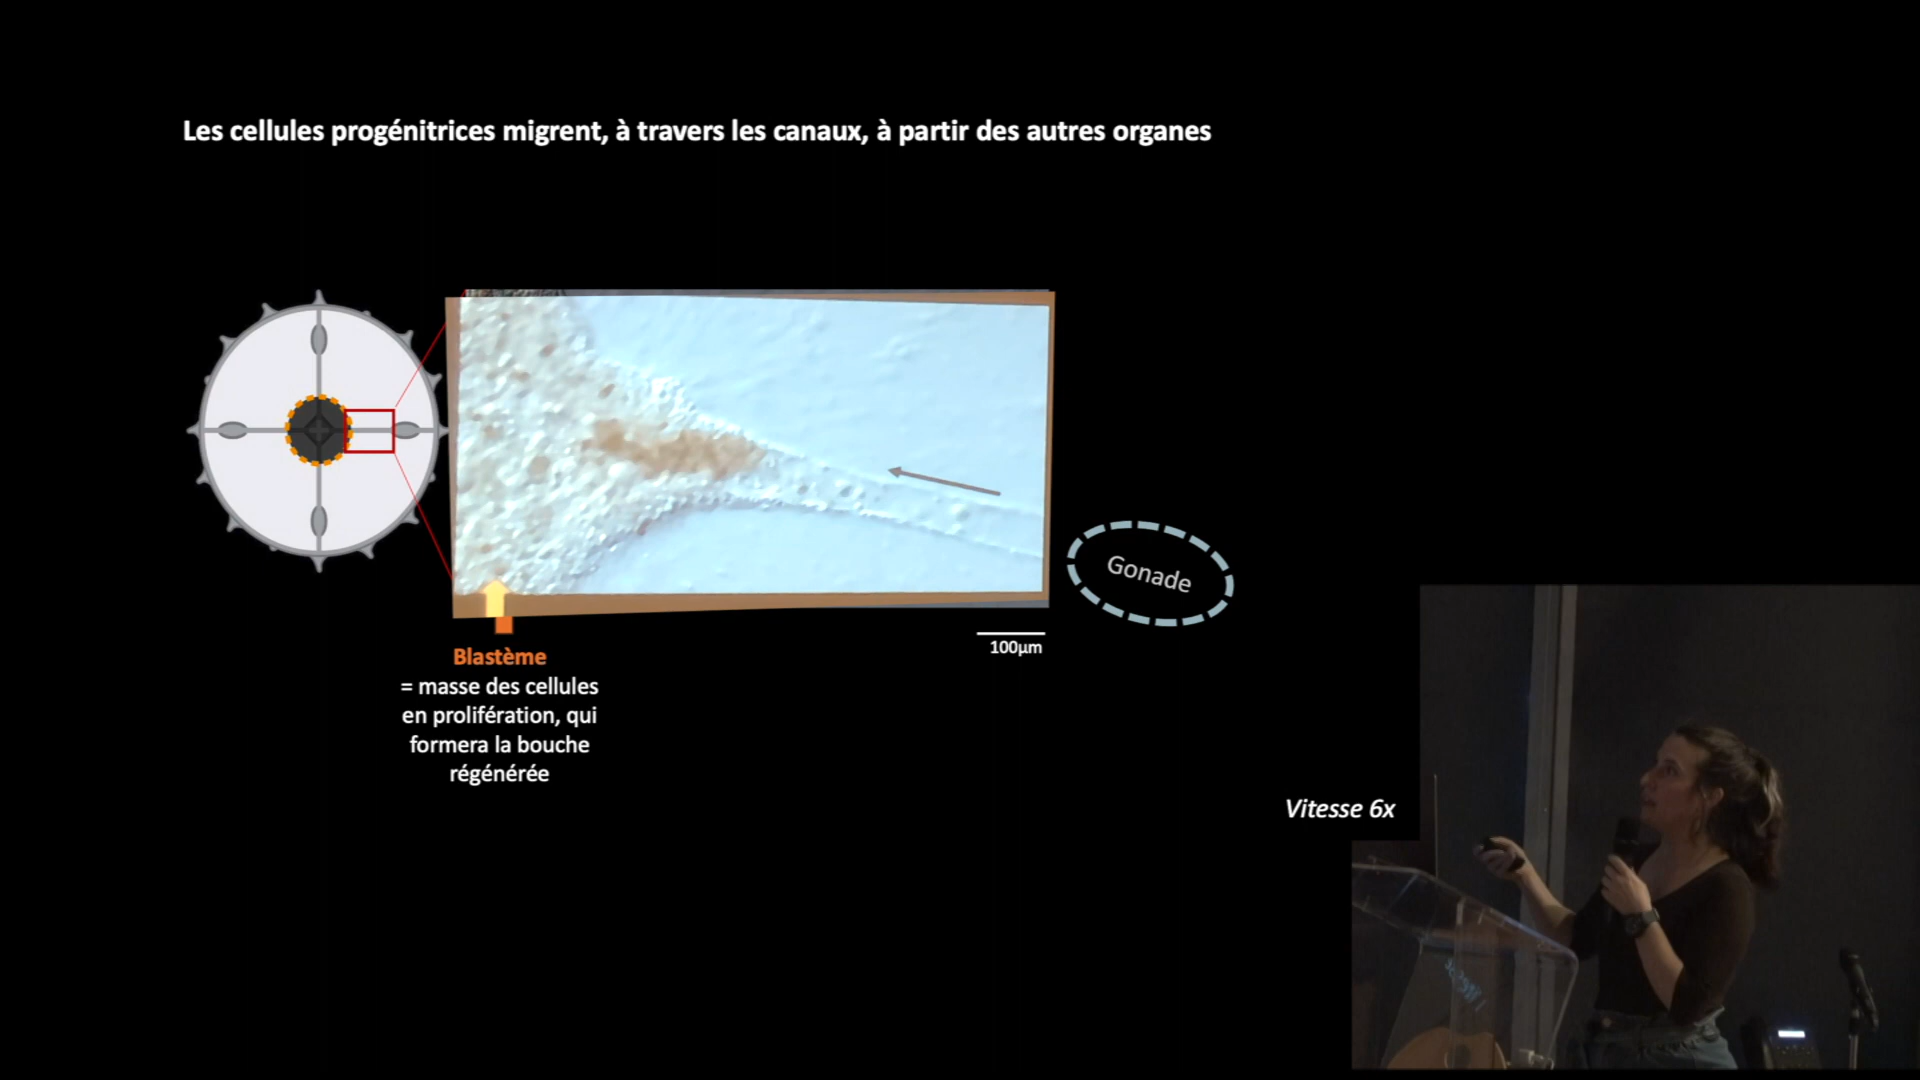 Les cellules progénitrices migrent, à travers les canaux, à partir des autres organes
Gonade
100µm
Blastème
= masse des cellules
en prolifération, qui
formera la bouche
régénérée
Vitesse 6x